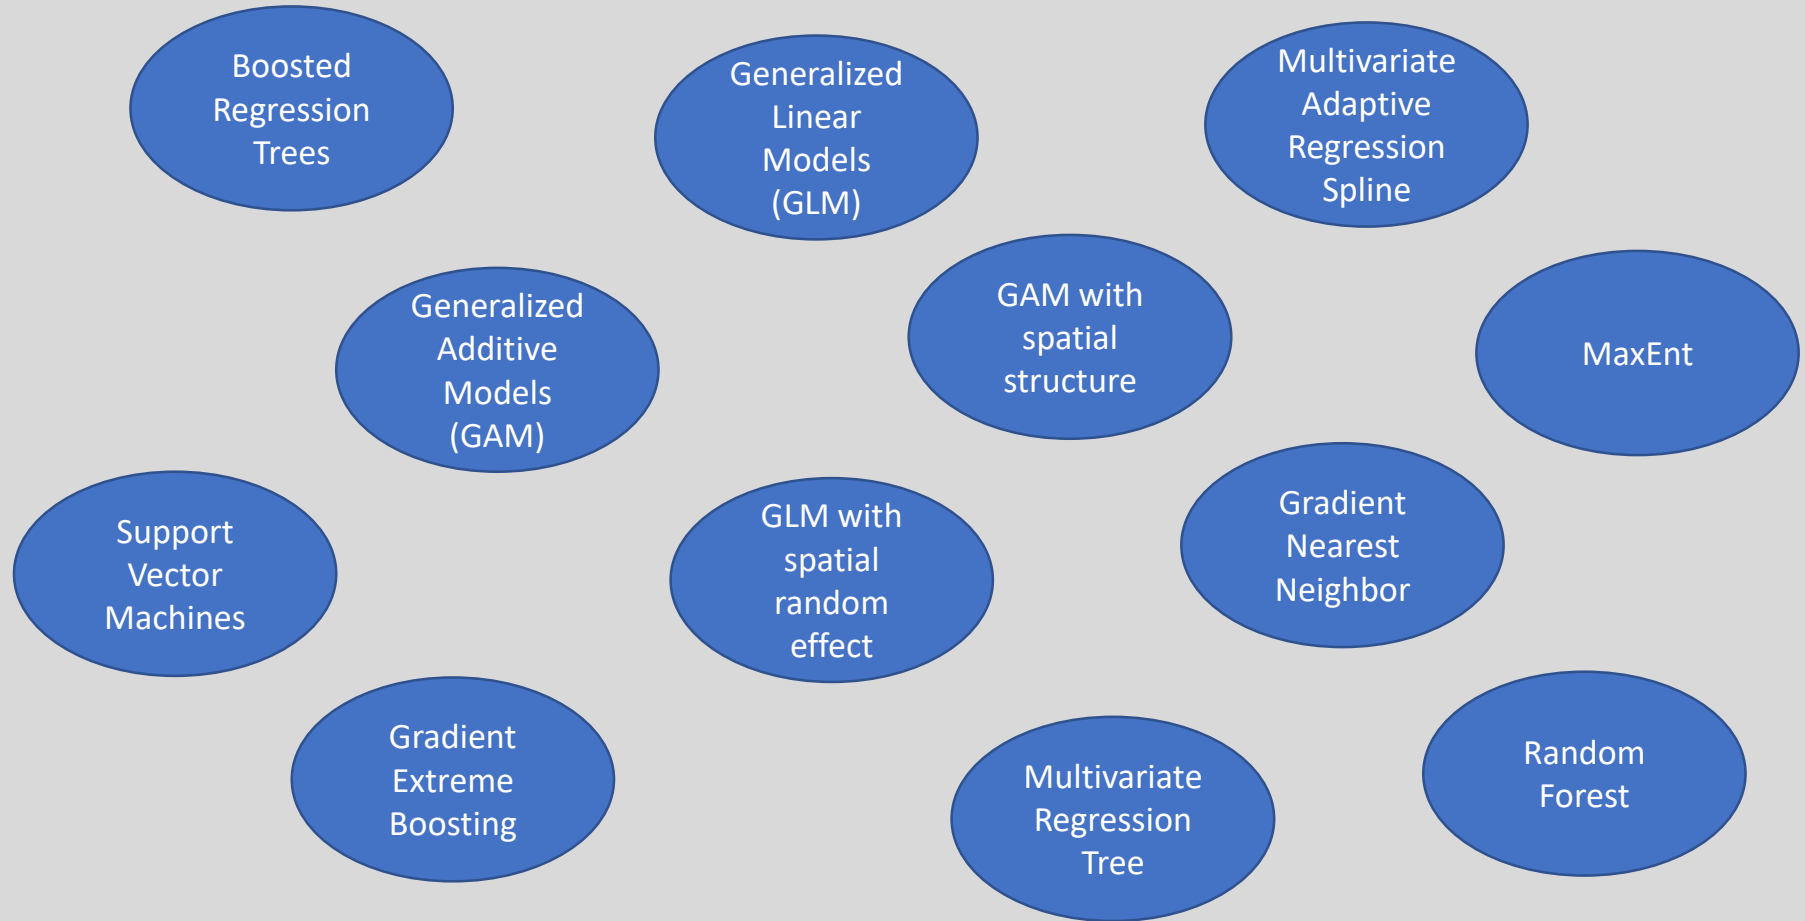 Boosted
Regression
Trees
Generalized
Linear
Models
(GLM)
Multivariate
Adaptive
Regression
Spline
Generalized
Additive
Models
(GAM)
GAM with
spatial
structure
MaxEnt
Support
Vector
Machines
GLM with
spatial
random
effect
Gradient
Nearest
Neighbor
Gradient
Extreme
Boosting
Multivariate
Regression
Tree
Random
Forest